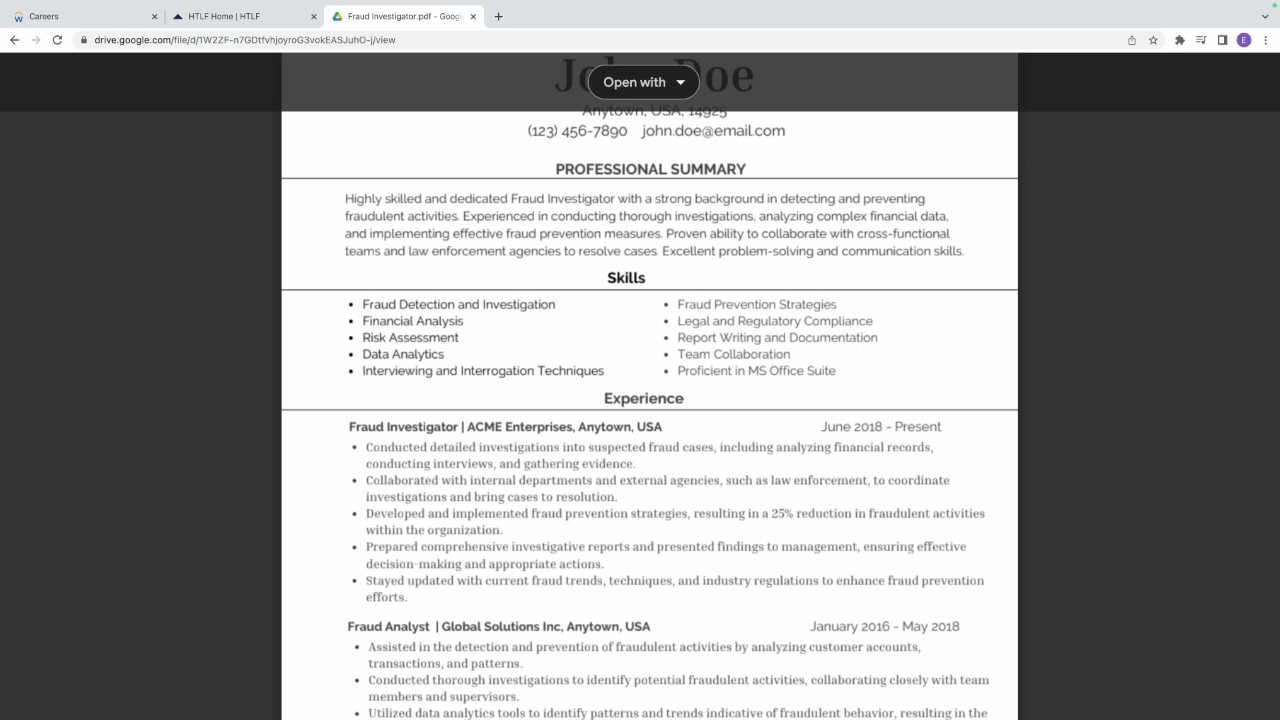 Careers
HTLF Home | HTLF
Fraud Investigator.pdf - Goog
drive.google.com/file/d/1W2ZF-n7GDtfvhjoyroG3vokEASJuhO-j/view
E
John Doe
Open with
Anytown, USA, 14925
(123) 456-7890 john.doe@email.com
PROFESSIONAL SUMMARY
Highly skilled and dedicated Fraud Investigator with a strong background in detecting and preventing
fraudulent activities. Experienced in conducting thorough investigations, analyzing complex financial data,
and implementing effective fraud prevention measures. Proven ability to collaborate with cross-functional
teams and law enforcement agencies to resolve cases. Excellent problem-solving and communication skills.
Skills
• Fraud Detection and Investigation
• Financial Analysis
• Risk Assessment
• Data Analytics
• Interviewing and Interrogation Techniques
• Fraud Prevention Strategies
• Legal and Regulatory Compliance
• Report Writing and Documentation
• Team Collaboration
• Proficient in MS Office Suite
Experience
Fraud Investigator | ACME Enterprises, Anytown, USA June 2018 - Present
• Conducted detailed investigations into suspected fraud cases, including analyzing financial records,
conducting interviews, and gathering evidence.
• Collaborated with internal departments and external agencies, such as law enforcement, to coordinate
investigations and bring cases to resolution.
• Developed and implemented fraud prevention strategies, resulting in a 25% reduction in fraudulent activities
within the organization.
• Prepared comprehensive investigative reports and presented findings to management, ensuring effective
decision-making and appropriate actions.
• Stayed updated with current fraud trends, techniques, and industry regulations to enhance fraud prevention
efforts.
Fraud Analyst | Global Solutions Inc, Anytown, USA January 2016 - May 2018
• Assisted in the detection and prevention of fraudulent activities by analyzing customer accounts,
transactions, and patterns.
• Conducted thorough investigations to identify potential fraudulent activities, collaborating closely with team
members and supervisors.
• Utilized data analytics tools to identify patterns and trends indicative of fraudulent behavior, resulting in the